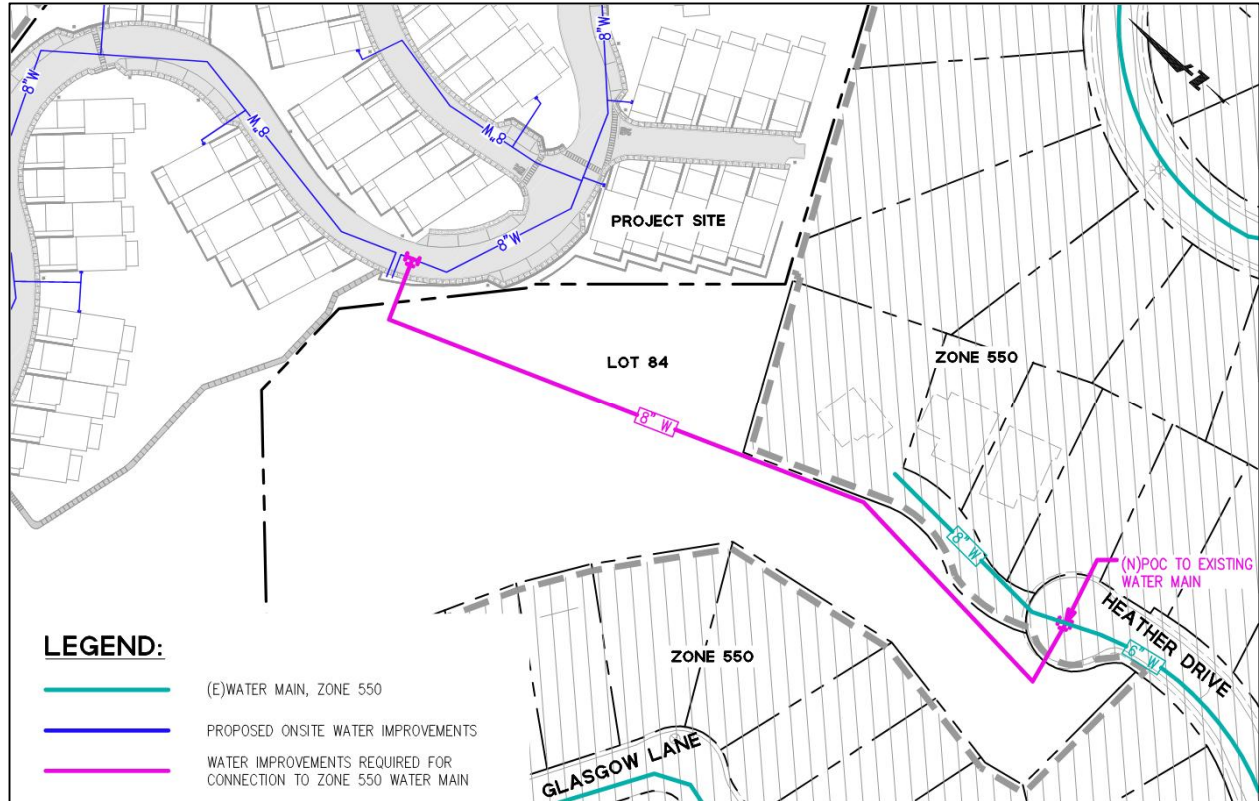 8"W
8"W
8"W
8"W
8"W
N
PROJECT SITE
LOT 84
ZONE 550
8" W
8" W
(N)POC TO EXISTING
WATER MAIN
HEATHER DRIVE
6" W
ZONE 550
GLASGOW LANE
LEGEND:
(E)WATER MAIN, ZONE 550
PROPOSED ONSITE WATER IMPROVEMENTS
WATER IMPROVEMENTS REQUIRED FOR
CONNECTION TO ZONE 550 WATER MAIN